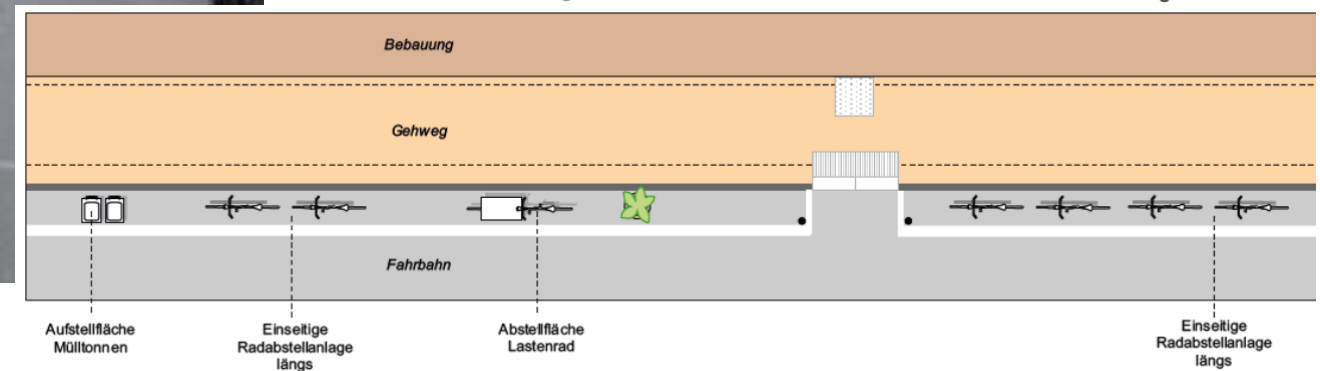 Bebauung
Gehweg
Fahrbahn
Aufstellfläche
Mülltonnen
Einseitige
Radabstellanlage
längs
Abstellfläche
Lastenrad
Einseitige
Radabstellanlage
längs